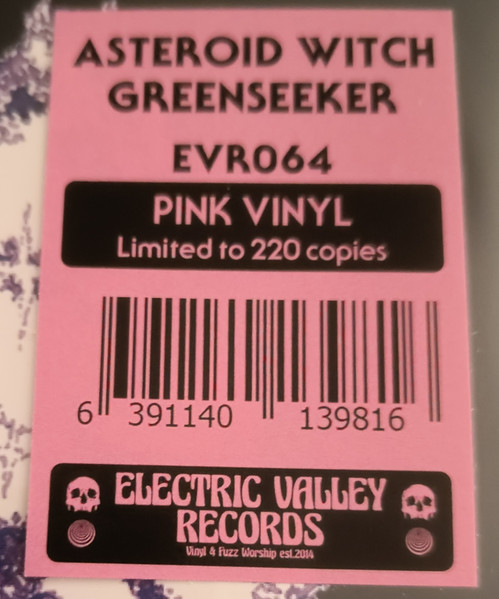 ASTEROID WITCH
GREENSEEKER
EVR064
PINK VINYL
Limited to 220 copies
6 391140 139816
ELECTRIC VALLEY
RECORDS
Vinyl & Fuzz Worship est.2014